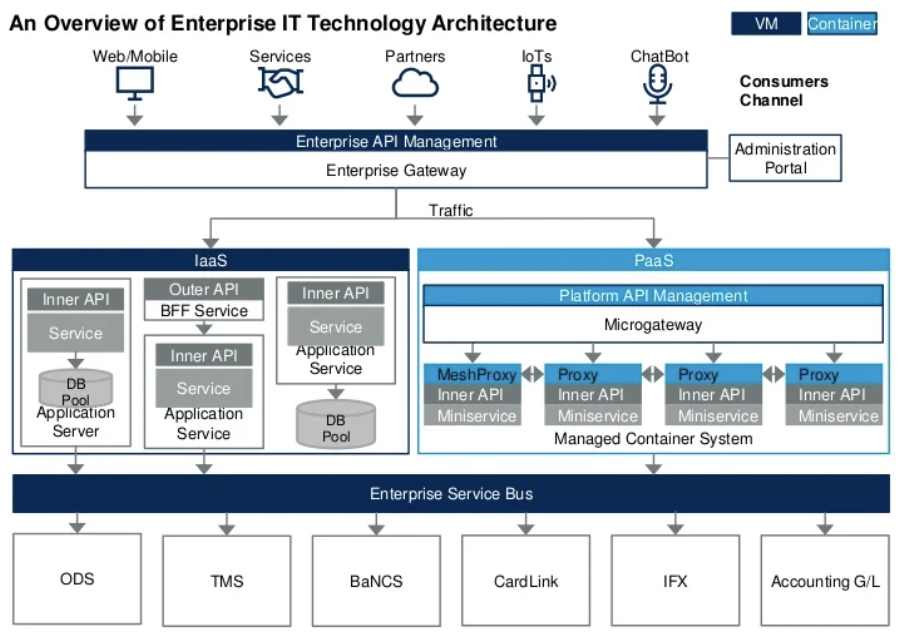 An Overview of Enterprise IT Technology Architecture
VM
Container
Web/Mobile
Services
Partners
IoTs
ChatBot
Consumers
Channel
Enterprise API Management
Enterprise Gateway
Administration
Portal
Traffic
IaaS
Inner API
Service
DB
Pool
Application
Server
Outer API
BFF Service
Inner API
Service
Application
Service
Inner API
Service
Application
Service
DB
Pool
PaaS
Platform API Management
Microgateway
MeshProxy
Inner API
Miniservice
Proxy
Inner API
Miniservice
Proxy
Inner API
Miniservice
Proxy
Inner API
Miniservice
Managed Container System
Enterprise Service Bus
ODS
TMS
BaNCS
CardLink
IFX
Accounting G/L